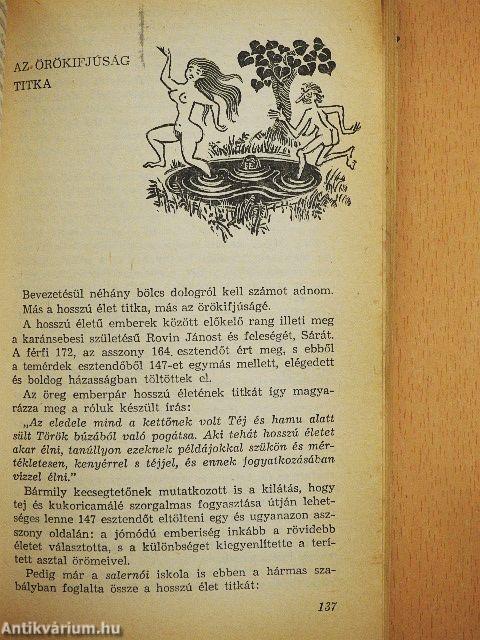 AZ ÖRÖKIFJÚSÁG
TITKA
Bevezetésül néhány bölcs dologról kell számot adnom.
Más a hosszú élet titka, más az örökifjúságé.
A hosszú életű emberek között előkelő rang illeti meg
a karánsebesi születésű Rovin Jánost és feleségét, Sárát.
A férfi 172, az asszony 164 esztendőt ért meg, s ebből
a temérdek esztendőből 147-et egymás mellett, elégedett
és boldog házasságban töltöttek el.
Az öreg emberpár hosszú életének titkát így magya-
rázza meg a róluk készült írás:
„Az eledele mind a kettőnek volt Téj és hamu alatt
sült Török búzából való pogátsa. Aki tehát hosszú életet
akar élni, tanúllyon ezeknek példájokkal szükön és mér-
tékletesen, kenyérrel s téjjel, és ennek fogyatkozásában
vizzel élni."
Bármily kecsegtetőnek mutatkozott is a kilátás, hogy
tej és kukoricamálé szorgalmas fogyasztása útján lehet-
séges lenne 147 esztendőt eltölteni egy és ugyanazon asz-
szony oldalán: a jómódú emberiség inkább a rövidebb
életet választotta, s a különbséget kiegyenlítette a terí-
tett asztal örömeivel.
Pedig már a salernói iskola is ebben a hármas sza-
bályban foglalta össze a hosszú élet titkát:
137
Antikvárium.hu